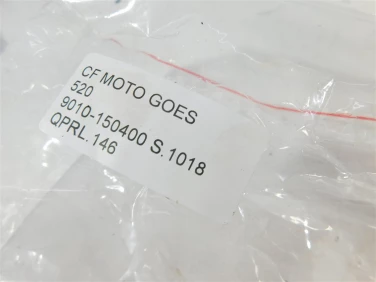 CF MOTO GOES
520
9010-150400 S.1018
QPRL.146